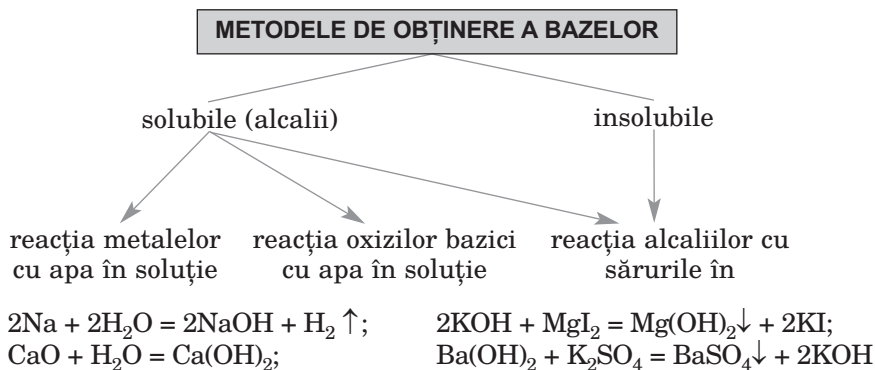 METODELE DE OBȚINERE A BAZELOR
solubile (alcalii)
insolubile
reacția metalelor
cu apa în soluție
reacția oxizilor bazici
cu apa în soluție
reacția alcaliilor cu
sărurile în
2Na + 2H₂O = 2NaOH + H₂ ↑;
CaO + H₂O = Ca(OH)₂;
2KOH + MgI₂ = Mg(OH)₂↓ + 2KI;
Ba(OH)₂ + K₂SO₄ = BaSO₄↓ + 2KOH